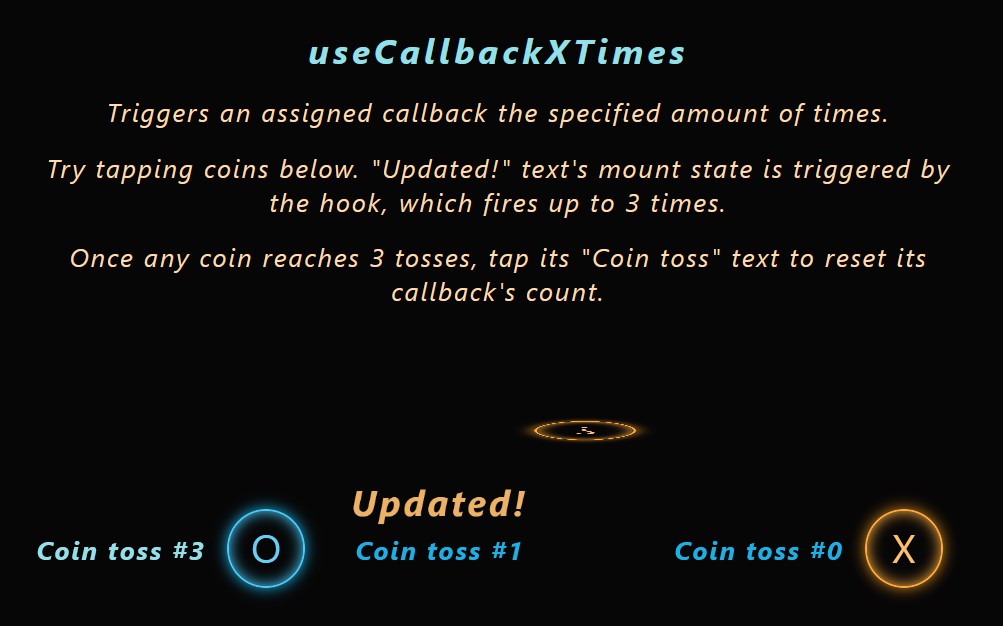 useCallbackXTimes
Triggers an assigned callback the specified amount of times.
Try tapping coins below. "Updated!" text's mount state is triggered by
the hook, which fires up to 3 times.
Once any coin reaches 3 tosses, tap its "Coin toss" text to reset its
callback's count.
Updated!
Coin toss #3 O Coin toss #1 Coin toss #0 X